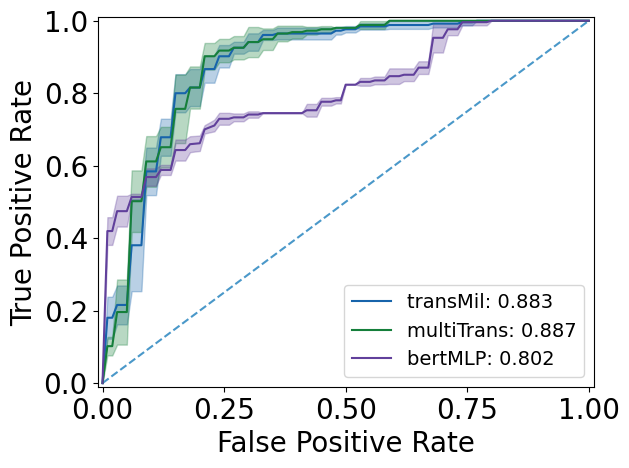 1.0
0.8
0.6
0.4
0.2
0.0
True Positive Rate
transMil: 0.883
multiTrans: 0.887
bertMLP: 0.802
0.00 0.25 0.50 0.75 1.00
False Positive Rate